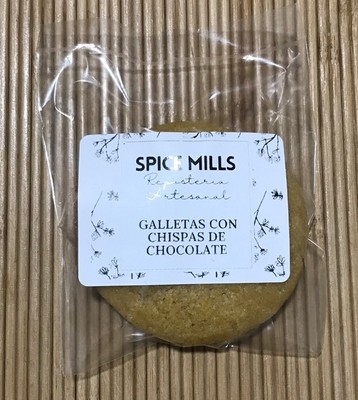 SPICE MILLS
Repostería
Artesanal
GALLETAS CON
CHISPAS DE
CHOCOLATE